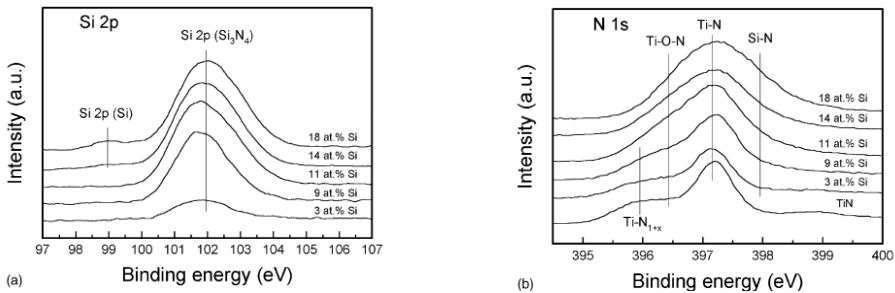 Si 2p
Si 2p (Si₃N₄)
Si 2p (Si)
18 at.% Si
14 at.% Si
11 at.% Si
9 at.% Si
3 at.% Si
Intensity (a.u.)
97 98 99 100 101 102 103 104 105 106 107
Binding energy (eV)
(a)
N 1s
Ti-N
Ti-O-N
Si-N
18 at.% Si
14 at.% Si
11 at.% Si
9 at.% Si
3 at.% Si
TiN
Ti-N₁₊ₓ
Intensity (a.u.)
395 396 397 398 399 400
Binding energy (eV)
(b)